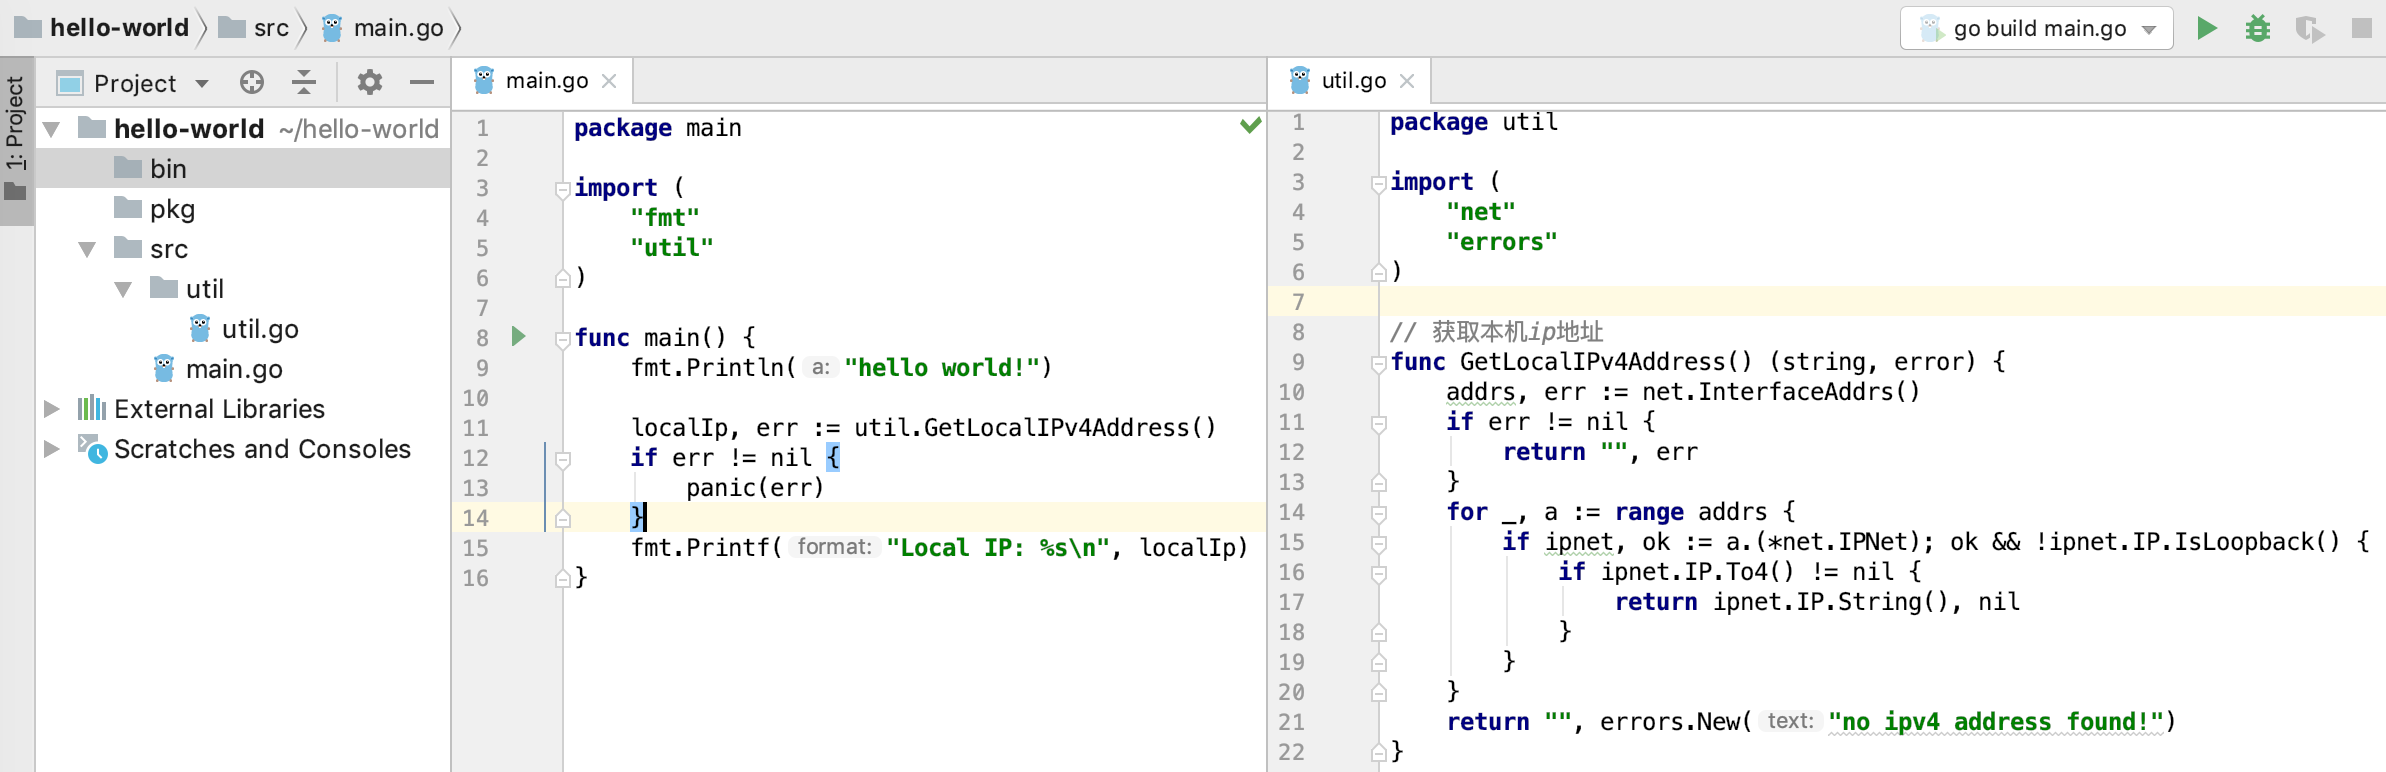 hello-world src main.go
go build main.go
1: Project
Project
hello-world ~/hello-world
bin
pkg
src
util
util.go
main.go
External Libraries
Scratches and Consoles
main.go
1 package main
2
3 import (
4 "fmt"
5 "util"
6 )
7
8 func main() {
9 fmt.Println( a: "hello world!")
10
11 localIp, err := util.GetLocalIPv4Address()
12 if err != nil {
13 panic(err)
14 }
15 fmt.Printf( format: "Local IP: %s\n", localIp)
16 }
util.go
1 package util
2
3 import (
4 "net"
5 "errors"
6 )
7
8 // 获取本机ip地址
9 func GetLocalIPv4Address() (string, error) {
10 addrs, err := net.InterfaceAddrs()
11 if err != nil {
12 return "", err
13 }
14 for _, a := range addrs {
15 if ipnet, ok := a.(*net.IPNet); ok && !ipnet.IP.IsLoopback() {
16 if ipnet.IP.To4() != nil {
17 return ipnet.IP.String(), nil
18 }
19 }
20 }
21 return "", errors.New( text: "no ipv4 address found!")
22 }